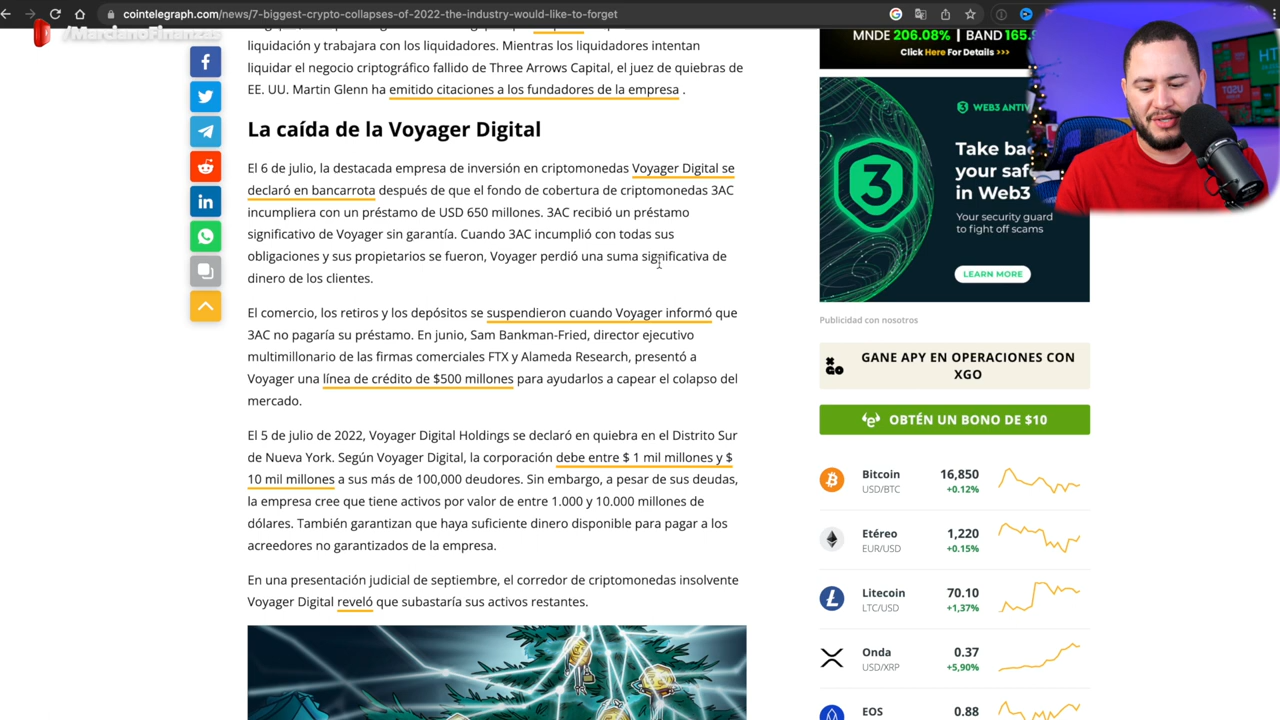 cointelegraph.com/news/7-biggest-crypto-collapses-of-2022-the-industry-would-like-to-forget
/MarcianoFinanzas
liquidación y trabajara con los liquidadores. Mientras los liquidadores intentan
liquidar el negocio criptográfico fallido de Three Arrows Capital, el juez de quiebras de
EE. UU. Martin Glenn ha emitido citaciones a los fundadores de la empresa .
La caída de la Voyager Digital
El 6 de julio, la destacada empresa de inversión en criptomonedas Voyager Digital se
declaró en bancarrota después de que el fondo de cobertura de criptomonedas 3AC
incumpliera con un préstamo de USD 650 millones. 3AC recibió un préstamo
significativo de Voyager sin garantía. Cuando 3AC incumplió con todas sus
obligaciones y sus propietarios se fueron, Voyager perdió una suma significativa de
dinero de los clientes.
El comercio, los retiros y los depósitos se suspendieron cuando Voyager informó que
3AC no pagaría su préstamo. En junio, Sam Bankman-Fried, director ejecutivo
multimillonario de las firmas comerciales FTX y Alameda Research, presentó a
Voyager una línea de crédito de $500 millones para ayudarlos a capear el colapso del
mercado.
El 5 de julio de 2022, Voyager Digital Holdings se declaró en quiebra en el Distrito Sur
de Nueva York. Según Voyager Digital, la corporación debe entre $ 1 mil millones y $
10 mil millones a sus más de 100,000 deudores. Sin embargo, a pesar de sus deudas,
la empresa cree que tiene activos por valor de entre 1.000 y 10.000 millones de
dólares. También garantizan que haya suficiente dinero disponible para pagar a los
acreedores no garantizados de la empresa.
En una presentación judicial de septiembre, el corredor de criptomonedas insolvente
Voyager Digital reveló que subastaría sus activos restantes.
MNDE 206.08% | BAND 165.9
Click Here For Details >>>
3 WEB3 ANTIV
3
Take bac
your safe
in Web3
Your security guard
to fight off scams
LEARN MORE
Publicidad con nosotros
XGO
GANE APY EN OPERACIONES CON
XGO
OBTÉN UN BONO DE $10
Bitcoin 16,850
USD/BTC +0.12%
Etéreo 1,220
EUR/USD +0.15%
Litecoin 70.10
LTC/USD +1,37%
Onda 0.37
USD/XRP +5,90%
EOS 0.88
USDT